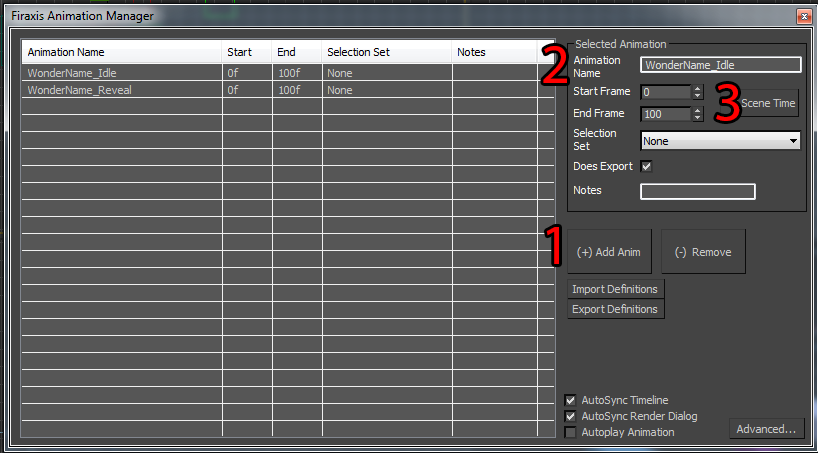 Firaxis Animation Manager
Animation Name Start End Selection Set Notes
WonderName_Idle 0f 100f None
WonderName_Reveal 0f 100f None
Selected Animation
2 Animation Name WonderName_Idle
Start Frame 0
3 Scene Time
End Frame 100
Selection Set None
Does Export
Notes
1 (+) Add Anim (-) Remove
Import Definitions
Export Definitions
AutoSync Timeline
AutoSync Render Dialog
Autoplay Animation
Advanced...